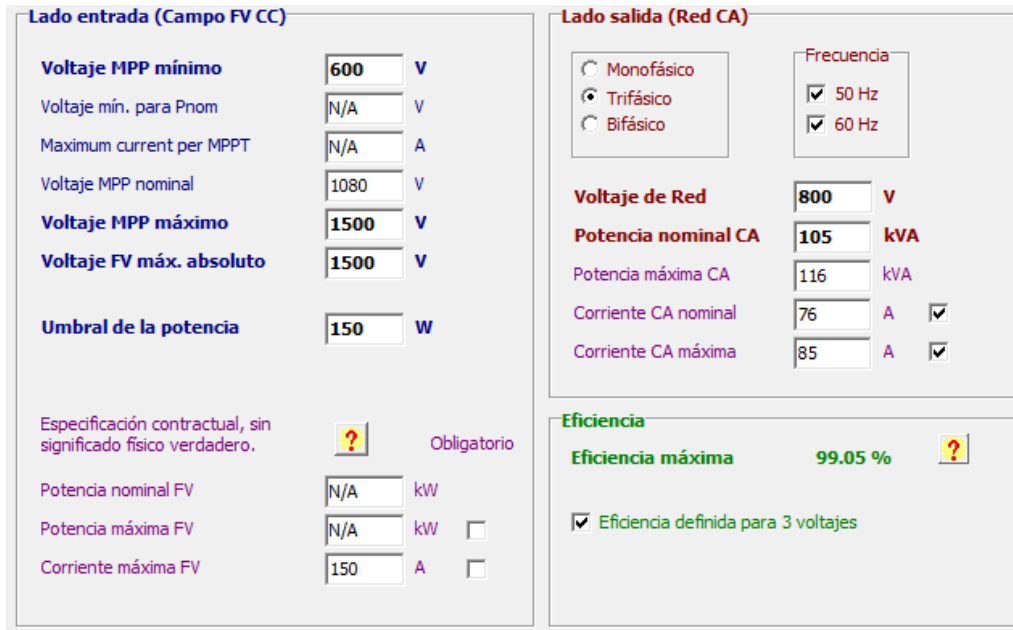 Lado entrada (Campo FV CC)
Voltaje MPP mínimo 600 V
Voltaje mín. para Pnom N/A V
Maximum current per MPPT N/A A
Voltaje MPP nominal 1080 V
Voltaje MPP máximo 1500 V
Voltaje FV máx. absoluto 1500 V
Umbral de la potencia 150 W
Especificación contractual, sin
significado físico verdadero. ? Obligatorio
Potencia nominal FV N/A kW
Potencia máxima FV N/A kW
Corriente máxima FV 150 A
Lado salida (Red CA)
Monofásico
Trifásico
Bifásico
Frecuencia
50 Hz
60 Hz
Voltaje de Red 800 V
Potencia nominal CA 105 kVA
Potencia máxima CA 116 kVA
Corriente CA nominal 76 A
Corriente CA máxima 85 A
Eficiencia
Eficiencia máxima 99.05 % ?
Eficiencia definida para 3 voltajes